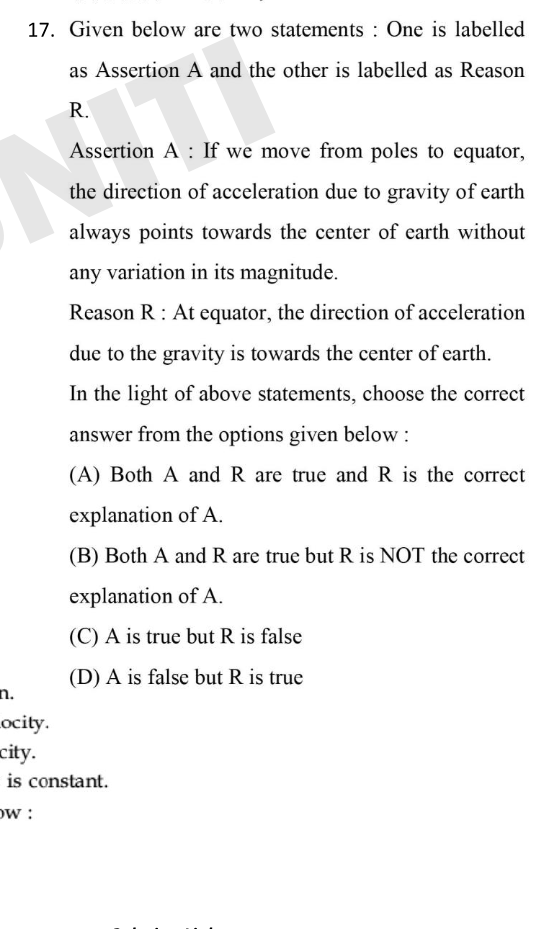 17. Given below are two statements : One is labelled
as Assertion A and the other is labelled as Reason
R.
Assertion A : If we move from poles to equator,
the direction of acceleration due to gravity of earth
always points towards the center of earth without
any variation in its magnitude.
Reason R : At equator, the direction of acceleration
due to the gravity is towards the center of earth.
In the light of above statements, choose the correct
answer from the options given below :
(A) Both A and R are true and R is the correct
explanation of A.
(B) Both A and R are true but R is NOT the correct
explanation of A.
(C) A is true but R is false
(D) A is false but R is true
n.
ocity.
city.
is constant.
ow :
NITI